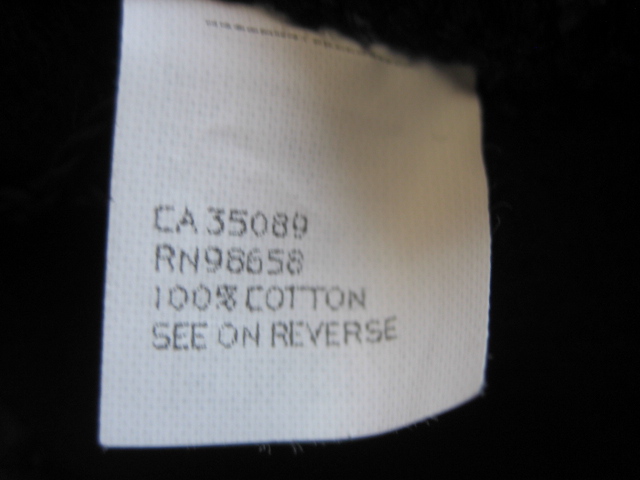 CA 35089
RN98658
100% COTTON
SEE ON REVERSE